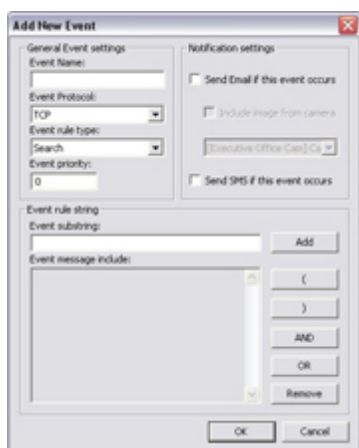 Add New Event
General Event settings
Event Name:
Event Protocol:
TCP
Event rule type:
Search
Event priority:
0
Notification settings
Send Email if this event occurs
Include image from camera
[Executive Office Cam] Ca
Send SMS if this event occurs
Event rule string
Event substring:
Add
Event message include:
(
)
AND
OR
Remove
OK
Cancel